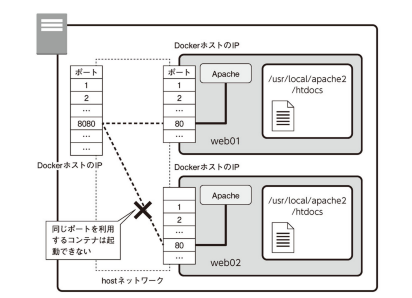 DockerホストのIP
ポート
1
2
…
8080
…
…
DockerホストのIP
ポート
1
2
…
80
…
…
Apache
/usr/local/apache2
/htdocs
web01
DockerホストのIP
1
2
…
80
…
Apache
/usr/local/apache2
/htdocs
web02
同じポートを利用
するコンテナは起
動できない
hostネットワーク